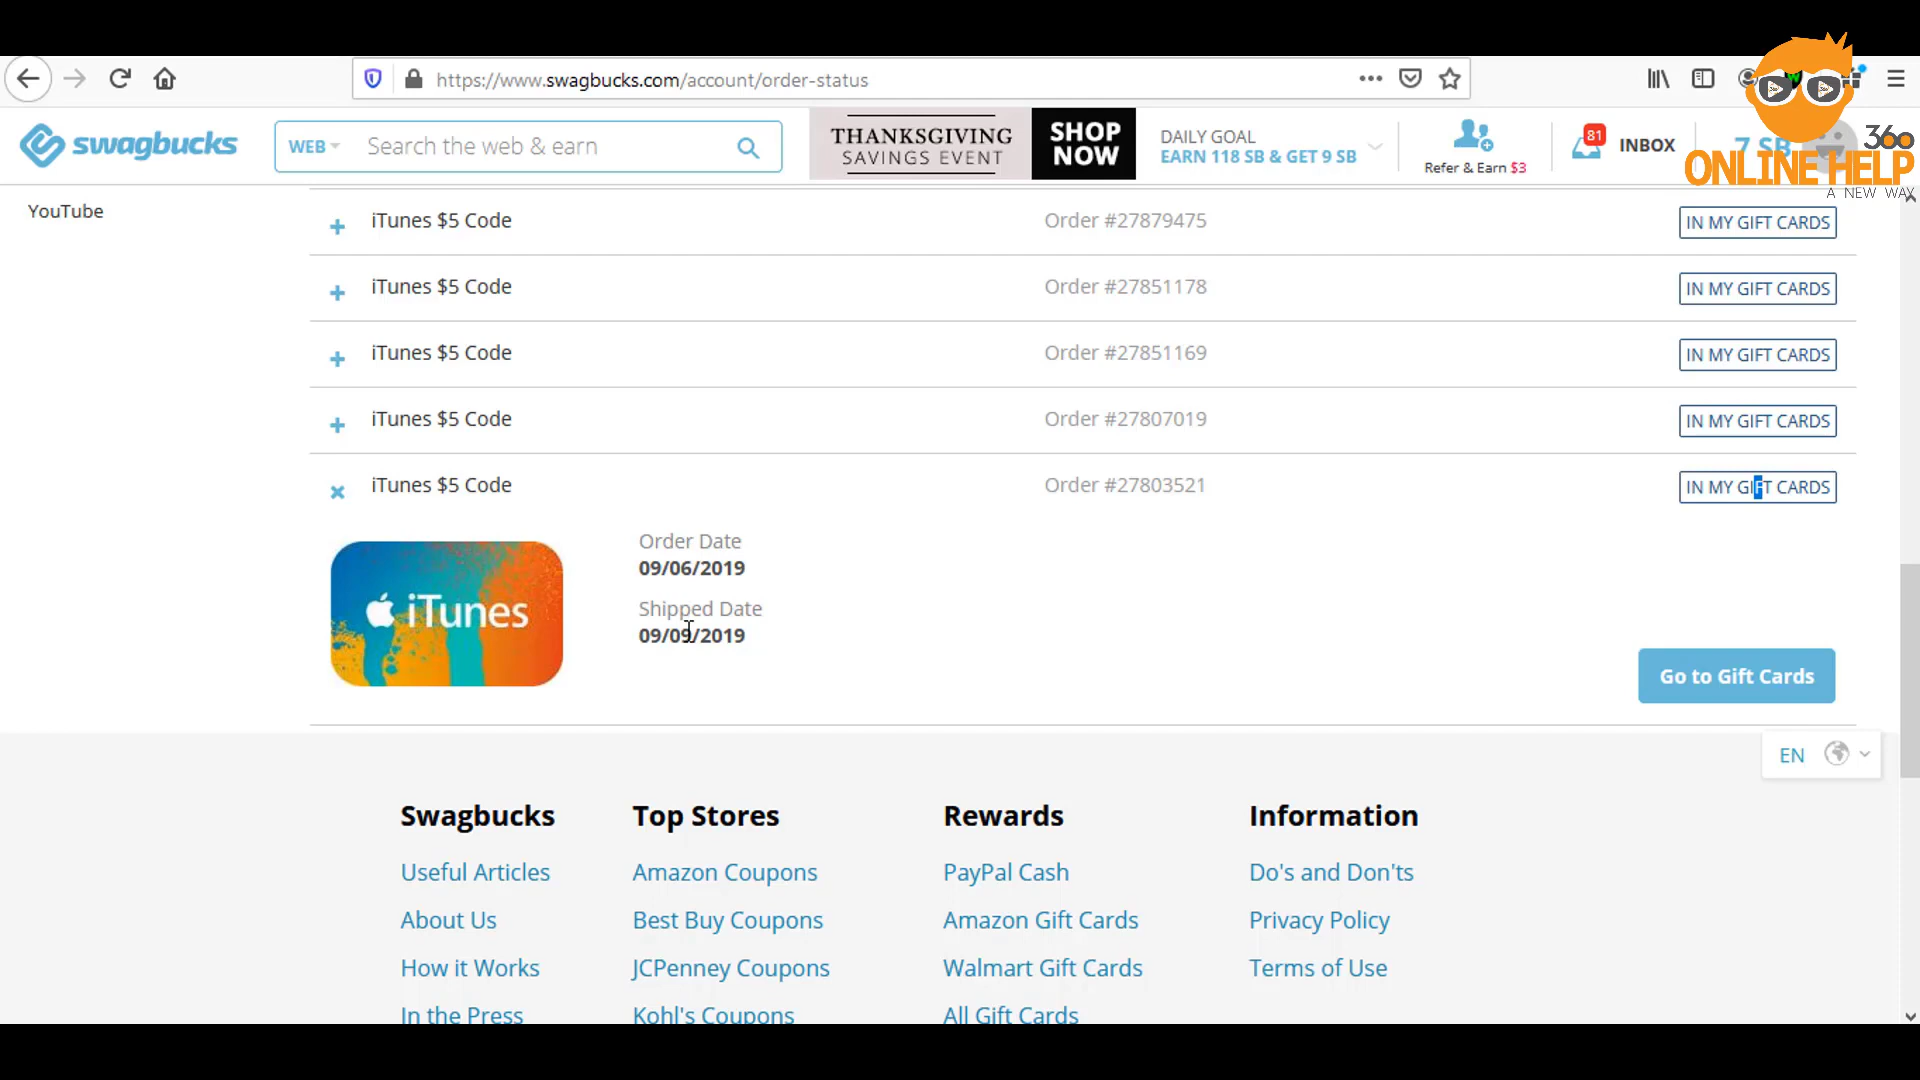 https://www.swagbucks.com/account/order-status
swagbucks
WEB
Search the web & earn
THANKSGIVING
SAVINGS EVENT
SHOP
NOW
DAILY GOAL
EARN 118 SB & GET 9 SB
Refer & Earn $3
81
INBOX
7 SB
360
ONLINE HELP
A NEW WAY
YouTube
iTunes $5 Code Order #27879475 IN MY GIFT CARDS
iTunes $5 Code Order #27851178 IN MY GIFT CARDS
iTunes $5 Code Order #27851169 IN MY GIFT CARDS
iTunes $5 Code Order #27807019 IN MY GIFT CARDS
iTunes $5 Code Order #27803521 IN MY GIFT CARDS
iTunes
Order Date
09/06/2019
Shipped Date
09/09/2019
Go to Gift Cards
EN
Swagbucks Top Stores Rewards Information
Useful Articles Amazon Coupons PayPal Cash Do's and Don'ts
About Us Best Buy Coupons Amazon Gift Cards Privacy Policy
How it Works JCPenney Coupons Walmart Gift Cards Terms of Use
In the Press Kohl's Coupons All Gift Cards